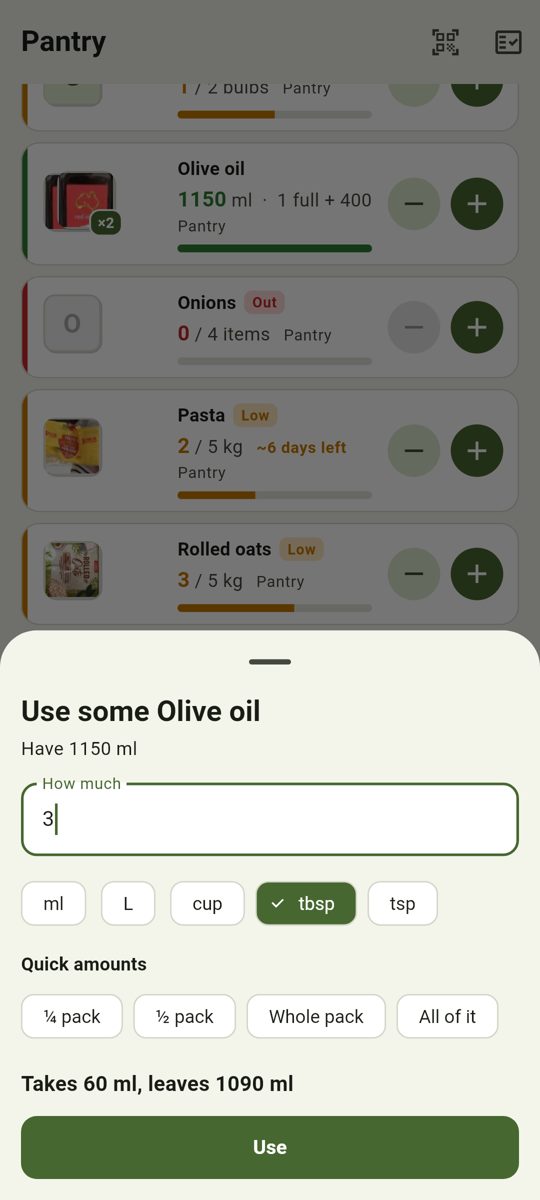 Pantry
1 / 2 bulbs Pantry
Olive oil
1150 ml · 1 full + 400
Pantry
×2
Onions Out
O
0 / 4 items Pantry
Pasta Low
2 / 5 kg ~6 days left
Pantry
Rolled oats Low
ROLLED
3 / 5 kg Pantry
Use some Olive oil
Have 1150 ml
How much
3
ml L cup tbsp tsp
Quick amounts
¼ pack ½ pack Whole pack All of it
Takes 60 ml, leaves 1090 ml
Use